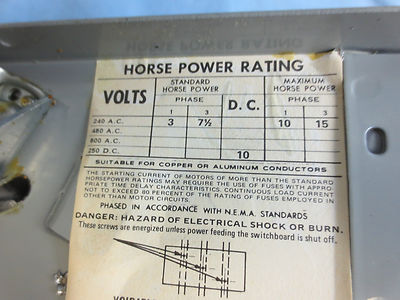 HORSE POWER RATING
VOLTS
STANDARD
HORSE POWER
D. C.
MAXIMUM
HORSE POWER
PHASE
PHASE
1 3
1 3
240 A.C. 3 7½ 10 15
480 A.C.
600 A.C.
250 D.C. 10
SUITABLE FOR COPPER OR ALUMINUM CONDUCTORS
THE STARTING CURRENT OF MOTORS OF MORE THAN THE STANDARD
HORSEPOWER RATINGS MAY REQUIRE THE USE OF FUSES WITH APPRO-
PRIATE TIME DELAY CHARACTERISTICS. CONTINUOUS LOAD CURRENT
NOT TO EXCEED 80 PERCENT OF THE RATING OF FUSES EMPLOYED IN
OTHER THAN MOTOR CIRCUITS.
PHASED IN ACCORDANCE WITH N.E.M.A. STANDARDS
DANGER: HAZARD OF ELECTRICAL SHOCK OR BURN.
These screws are energized unless power feeding the switchboard is shut off.